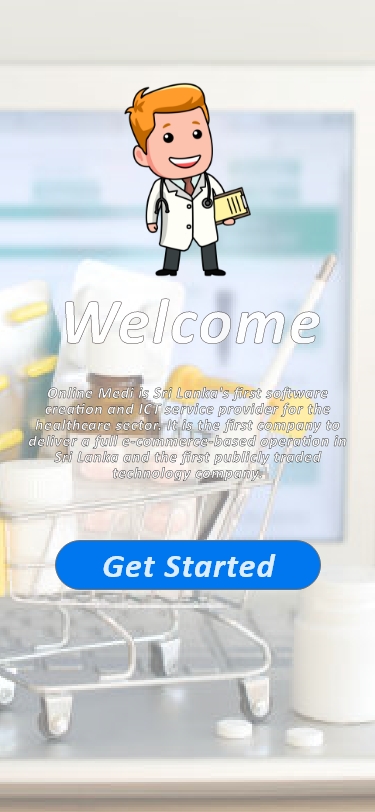 Welcome
Online Medi is Sri Lanka's first software
creation and ICT service provider for the
healthcare sector. It is the first company to
deliver a full e-commerce-based operation in
Sri Lanka and the first publicly traded
technology company.
Get Started